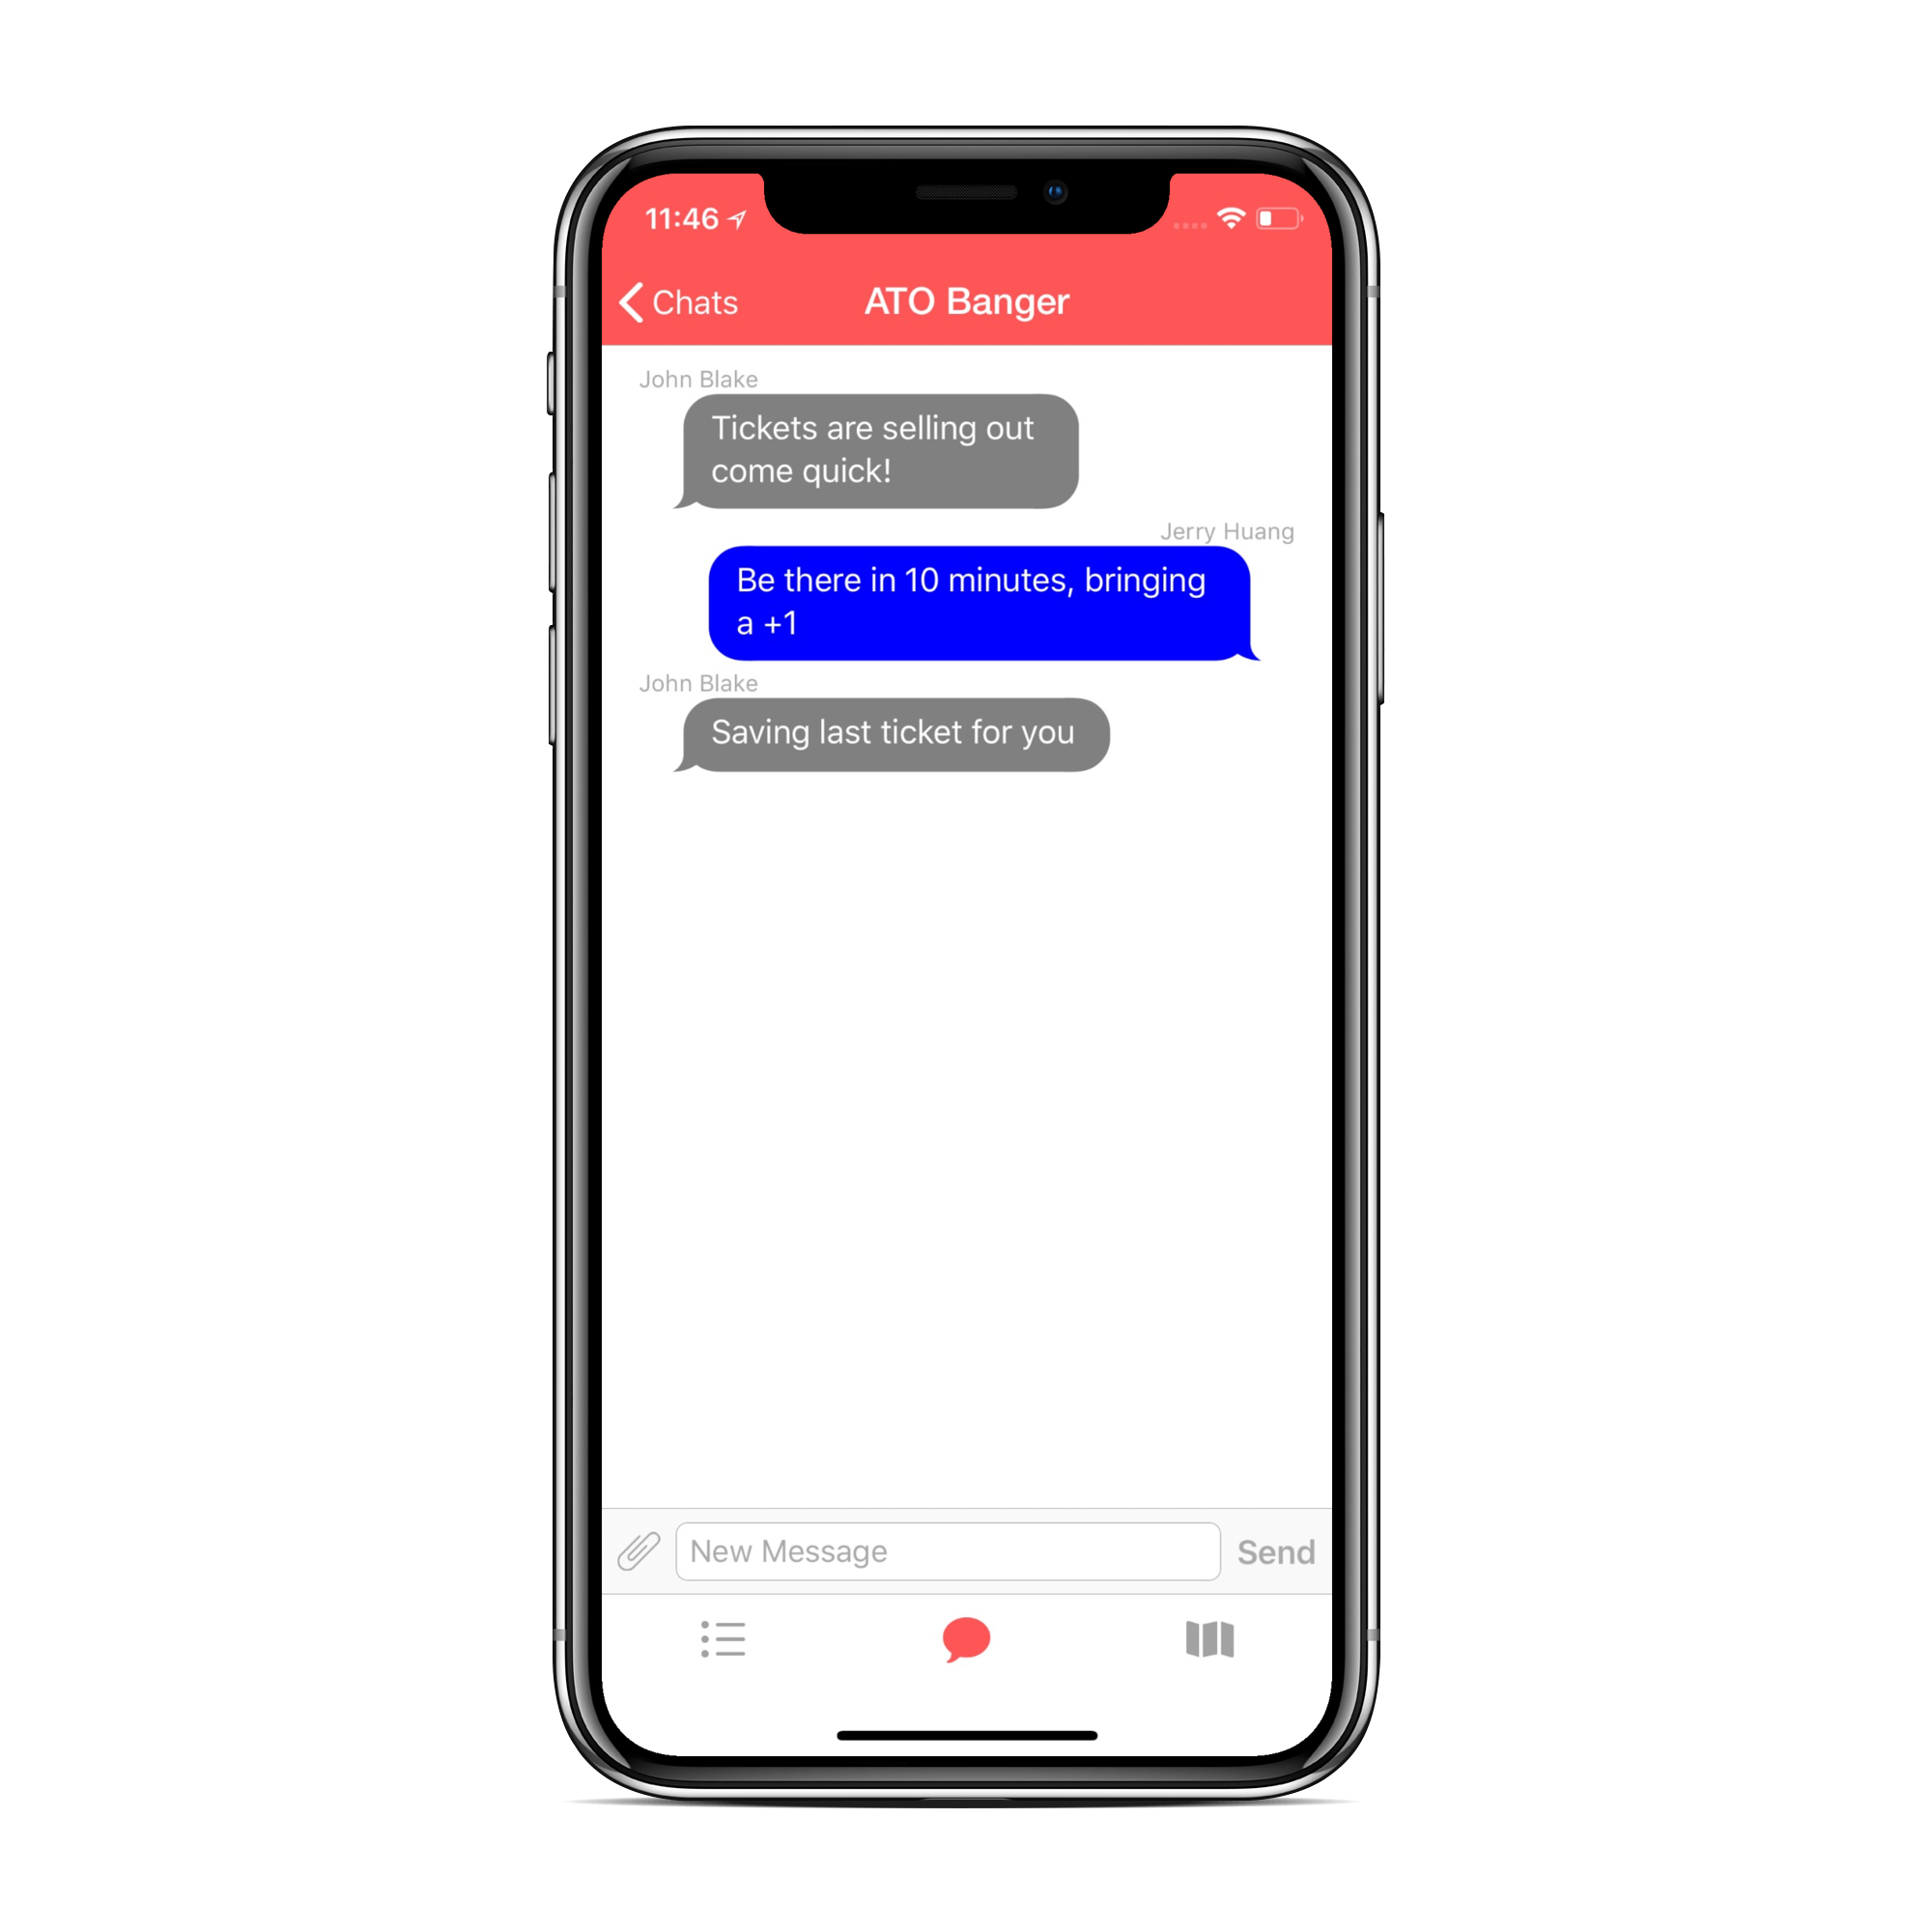 11:46
Chats
ATO Banger
John Blake
Tickets are selling out
come quick!
Jerry Huang
Be there in 10 minutes, bringing
a +1
John Blake
Saving last ticket for you
New Message
Send